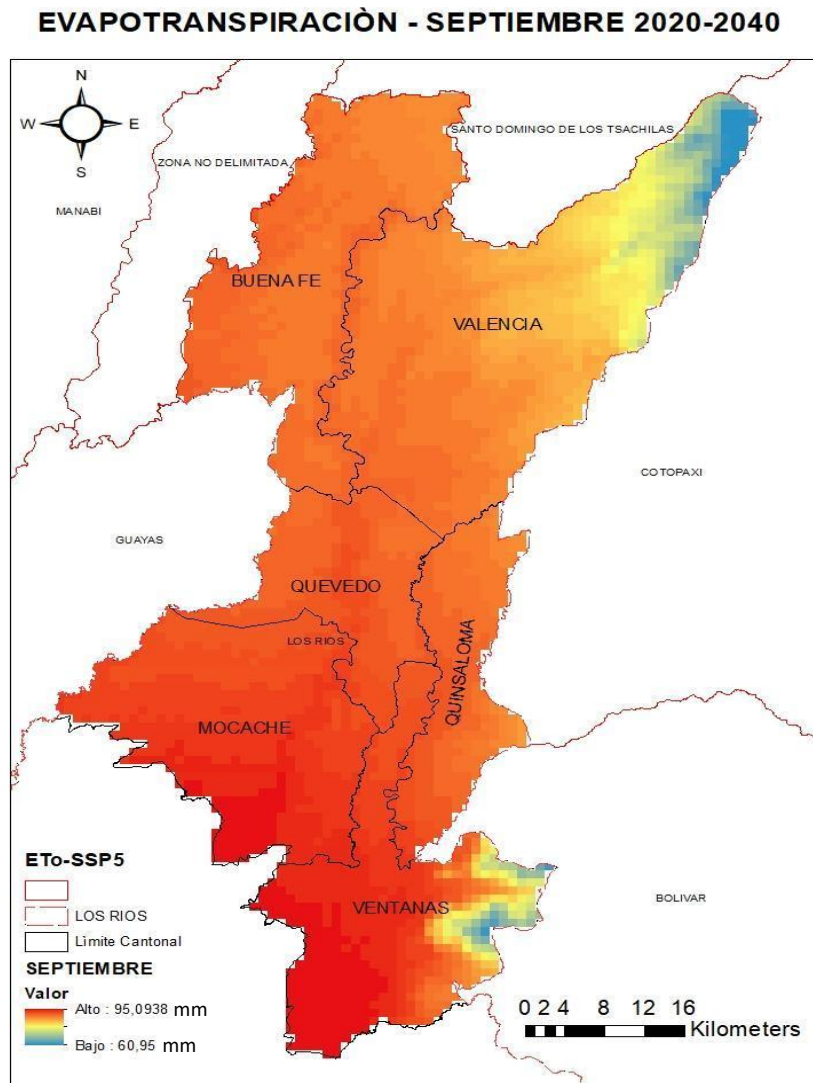 EVAPOTRANSPIRACIÒN - SEPTIEMBRE 2020-2040
N
W
E
S
SANTO DOMINGO DE LOS TSACHILAS
ZONA NO DELIMITADA
MANABI
BUENA FE
VALENCIA
COTOPAXI
GUAYAS
QUEVEDO
LOS RIOS
QUINSALOMA
MOCACHE
VENTANAS
BOLIVAR
ETo-SSP5
LOS RIOS
Limite Cantonal
SEPTIEMBRE
Valor
Alto : 95,0938 mm
Bajo : 60,95 mm
0 2 4 8 12 16
Kilometers